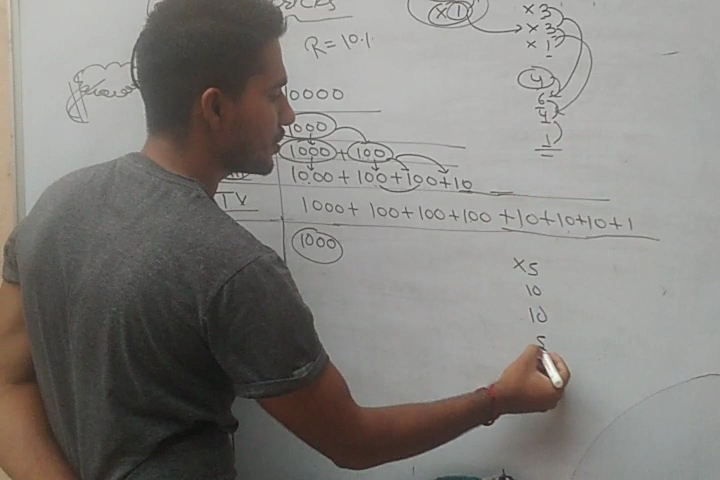 R = 10%
x 1
x 3
x 3
x 1
4
6
4
1
0000
1000
1000 + 100
1000 + 100 + 100 + 10
IV
1000 + 100 + 100 + 100 + 10 + 10 + 10 + 1
1000
x 5
10
10
5